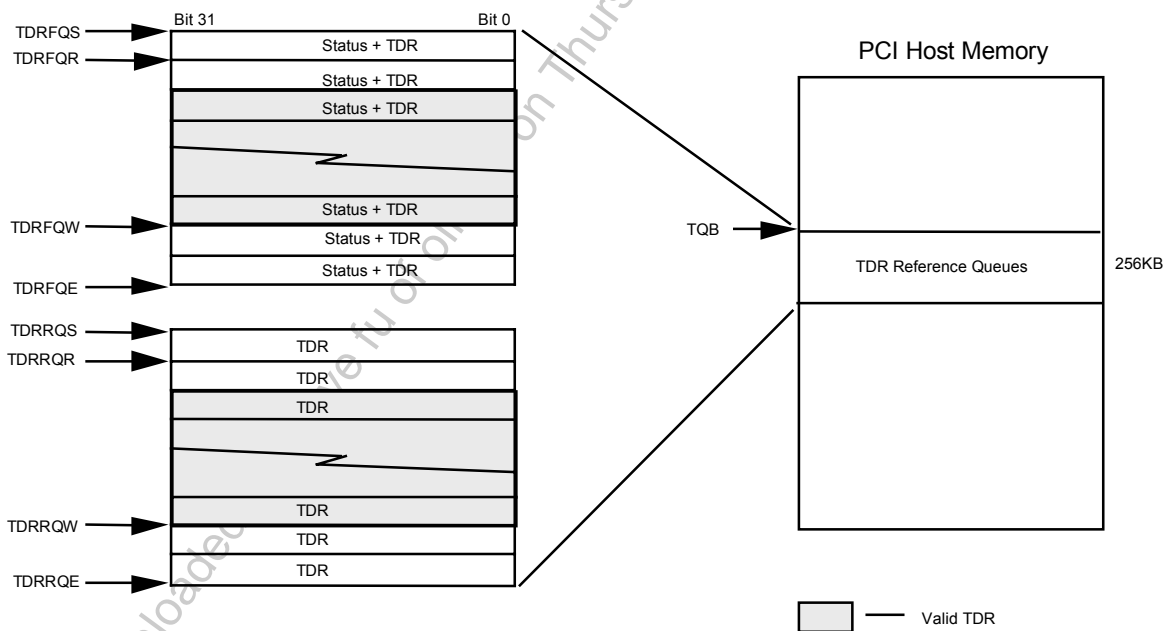 Bit 31 Bit 0
TDRFQS
Status + TDR
TDRFQR
Status + TDR
Status + TDR
Status + TDR
TDRFQW
Status + TDR
Status + TDR
TDRFQE
TDRRQS
TDR
TDRRQR
TDR
TDR
TDR
TDRRQW
TDR
TDR
TDRRQE
PCI Host Memory
TQB
TDR Reference Queues
256KB
Valid TDR